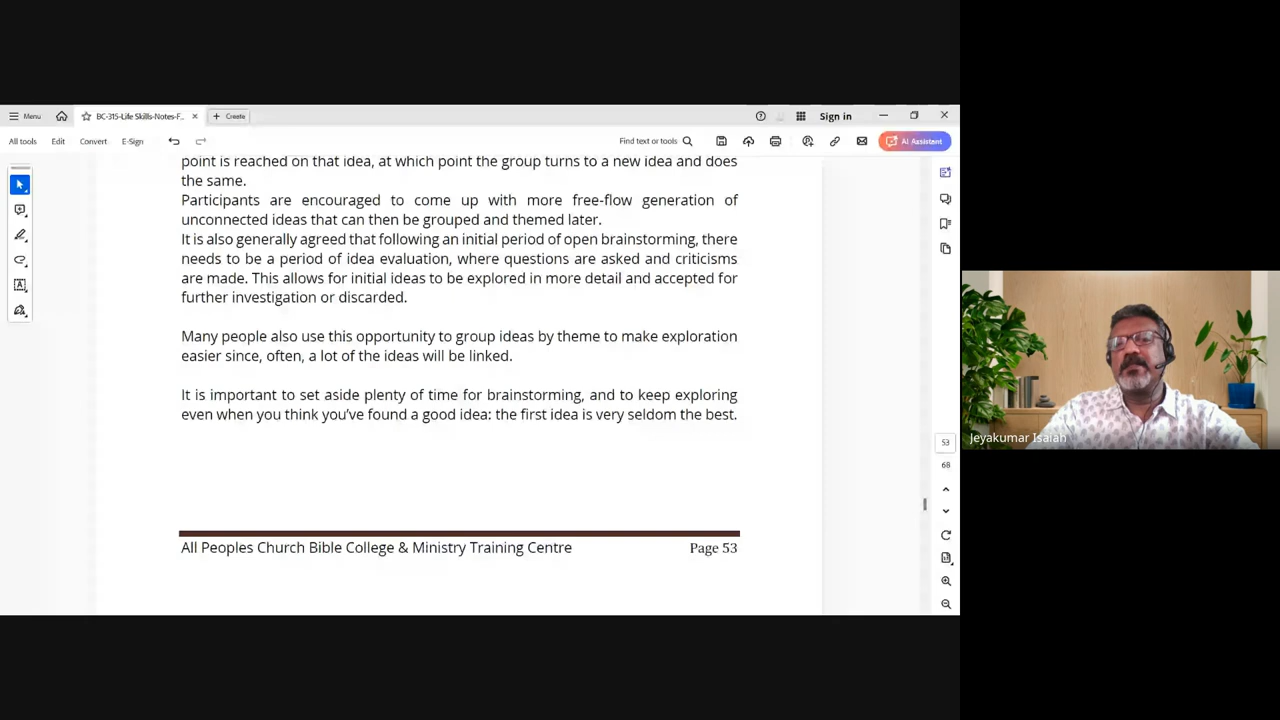 Menu
BC-315-Life Skills-Notes-F...
Create
Sign in
All tools
Edit
Convert
E-Sign
Find text or tools
AI Assistant
point is reached on that idea, at which point the group turns to a new idea and does
the same.
Participants are encouraged to come up with more free-flow generation of
unconnected ideas that can then be grouped and themed later.
It is also generally agreed that following an initial period of open brainstorming, there
needs to be a period of idea evaluation, where questions are asked and criticisms
are made. This allows for initial ideas to be explored in more detail and accepted for
further investigation or discarded.
Many people also use this opportunity to group ideas by theme to make exploration
easier since, often, a lot of the ideas will be linked.
It is important to set aside plenty of time for brainstorming, and to keep exploring
even when you think you’ve found a good idea: the first idea is very seldom the best.
All Peoples Church Bible College & Ministry Training Centre
Page 53
53
68
Jeyakumar Isaiah